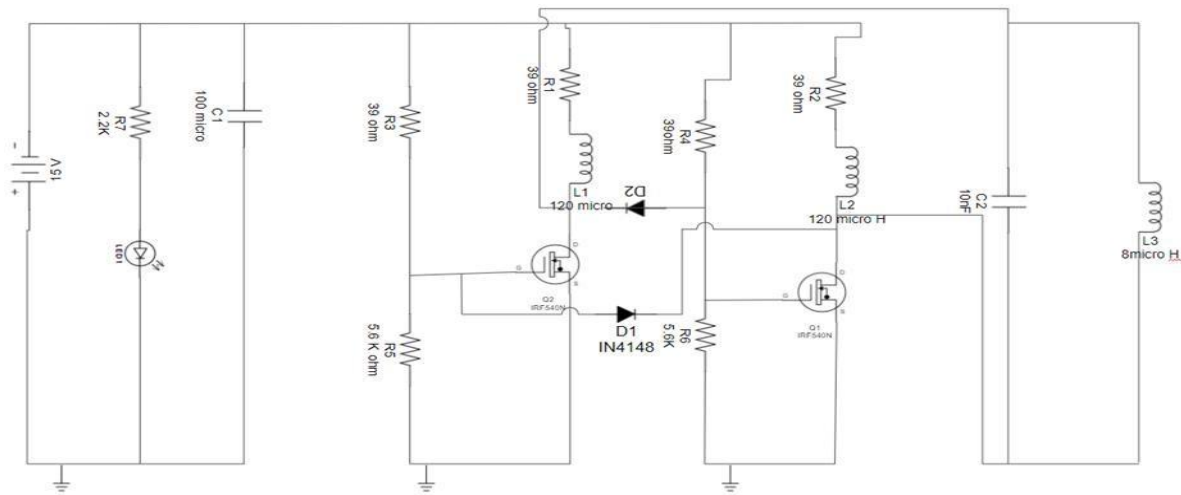 15V
-
+
R7
2.2K
LED1
C1
100 micro
R3
39 ohm
R5
5.6 K ohm
R1
39 ohm
L1
120 micro
D2
D
G
S
Q2
IRF540N
D1
IN4148
R4
39ohm
R6
5.6K
R2
39 ohm
L2
120 micro H
D
G
S
Q1
IRF540N
C2
10nF
L3
8micro H